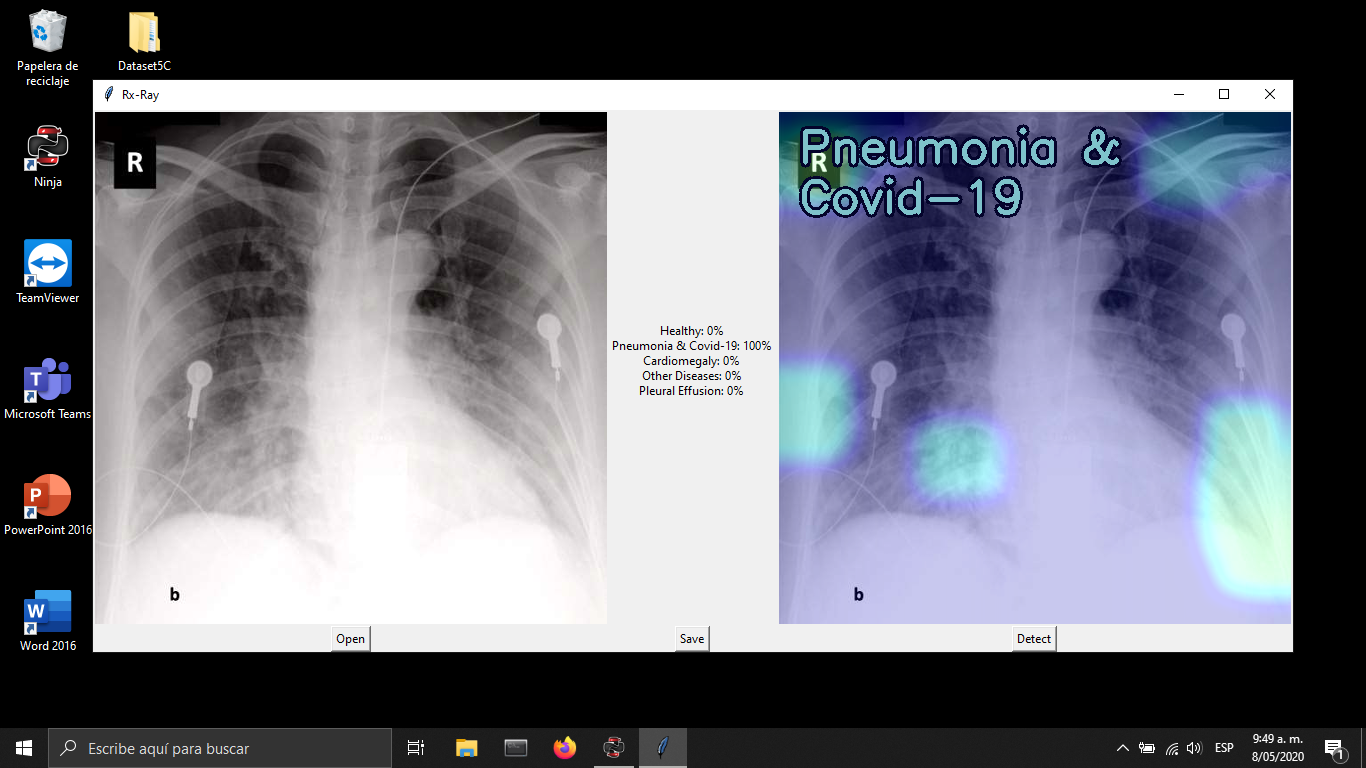 Papelera de
reciclaje
Dataset5C
Ninja
TeamViewer
Microsoft Teams
PowerPoint 2016
Word 2016
Rx-Ray
R
b
Healthy: 0%
Pneumonia & Covid-19: 100%
Cardiomegaly: 0%
Other Diseases: 0%
Pleural Effusion: 0%
Pneumonia &
Covid-19
R
b
Open
Save
Detect
Escribe aquí para buscar
ESP
9:49 a. m.
8/05/2020
1